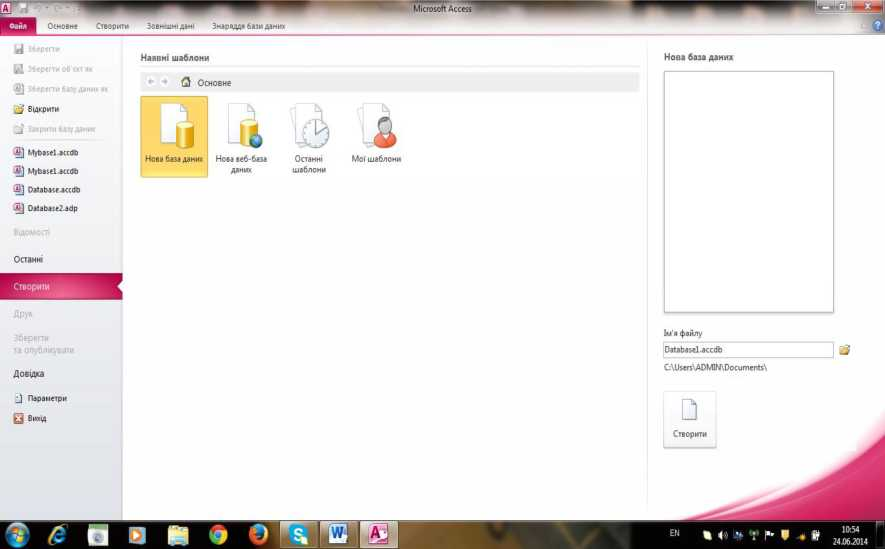 Microsoft Access
Файл Основне Створити Зовнішні дані Знаряддя бази даних
Зберегти
Зберегти об'єкт як
Зберегти базу даних як
Відкрити
Закрити базу даних
Mybase1.accdb
Mybase1.accdb
Database.accdb
Database2.adp
Відомості
Останні
Створити
Друк
Зберегти
та опублікувати
Довідка
Параметри
Вихід
Наявні шаблони
Основне
Нова база даних
Нова веб-база
даних
Останні
шаблони
Мої шаблони
Нова база даних
Ім'я файлу
Database1.accdb
C:\Users\ADMIN\Documents\
Створити
EN
10:54
24.06.2014